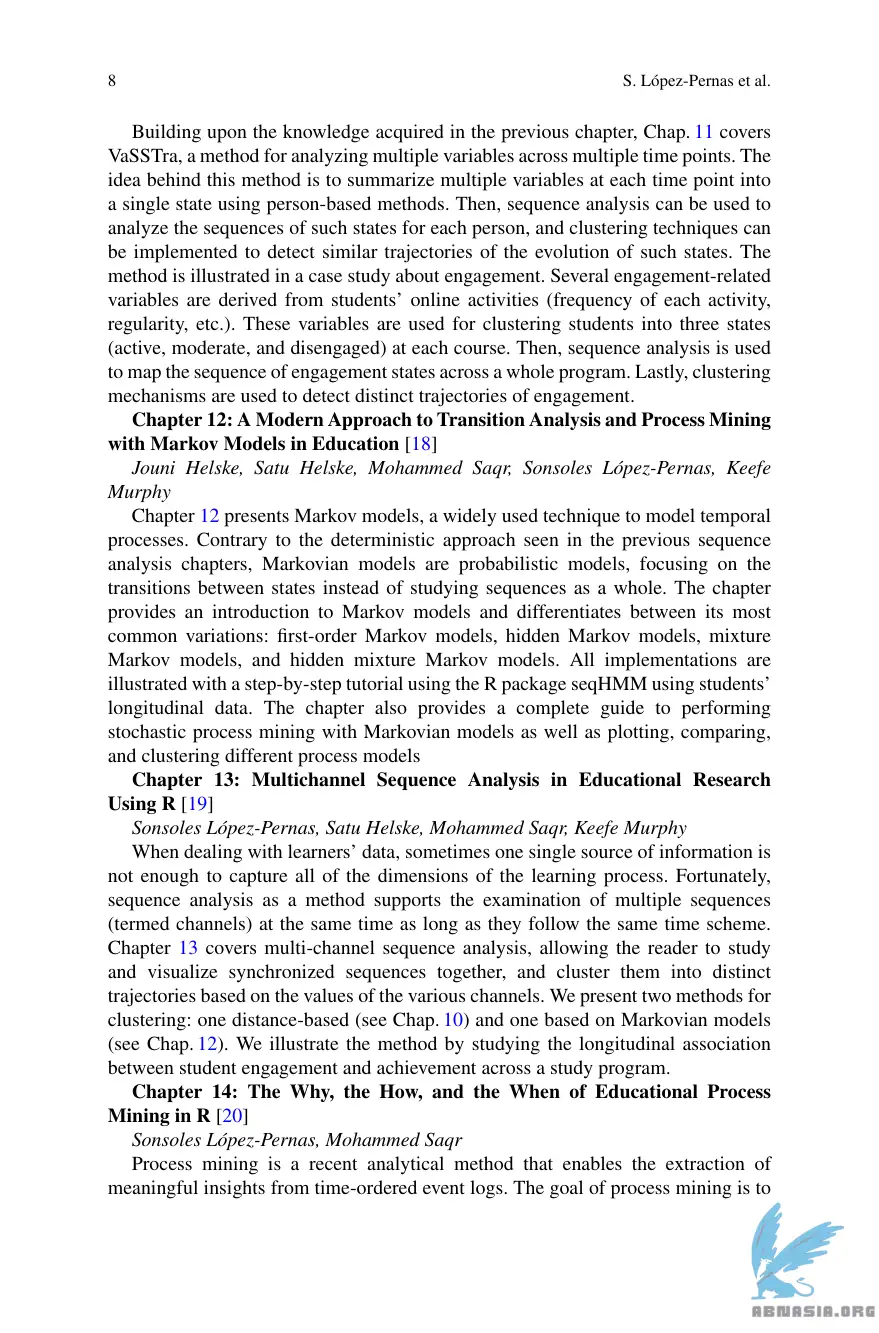 8 S. López-Pernas et al.
Building upon the knowledge acquired in the previous chapter, Chap. 11 covers
VaSSTra, a method for analyzing multiple variables across multiple time points. The
idea behind this method is to summarize multiple variables at each time point into
a single state using person-based methods. Then, sequence analysis can be used to
analyze the sequences of such states for each person, and clustering techniques can
be implemented to detect similar trajectories of the evolution of such states. The
method is illustrated in a case study about engagement. Several engagement-related
variables are derived from students’ online activities (frequency of each activity,
regularity, etc.). These variables are used for clustering students into three states
(active, moderate, and disengaged) at each course. Then, sequence analysis is used
to map the sequence of engagement states across a whole program. Lastly, clustering
mechanisms are used to detect distinct trajectories of engagement.
Chapter 12: A Modern Approach to Transition Analysis and Process Mining
with Markov Models in Education [18]
Jouni Helske, Satu Helske, Mohammed Saqr, Sonsoles López-Pernas, Keefe
Murphy
Chapter 12 presents Markov models, a widely used technique to model temporal
processes. Contrary to the deterministic approach seen in the previous sequence
analysis chapters, Markovian models are probabilistic models, focusing on the
transitions between states instead of studying sequences as a whole. The chapter
provides an introduction to Markov models and differentiates between its most
common variations: first-order Markov models, hidden Markov models, mixture
Markov models, and hidden mixture Markov models. All implementations are
illustrated with a step-by-step tutorial using the R package seqHMM using students’
longitudinal data. The chapter also provides a complete guide to performing
stochastic process mining with Markovian models as well as plotting, comparing,
and clustering different process models
Chapter 13: Multichannel Sequence Analysis in Educational Research
Using R [19]
Sonsoles López-Pernas, Satu Helske, Mohammed Saqr, Keefe Murphy
When dealing with learners’ data, sometimes one single source of information is
not enough to capture all of the dimensions of the learning process. Fortunately,
sequence analysis as a method supports the examination of multiple sequences
(termed channels) at the same time as long as they follow the same time scheme.
Chapter 13 covers multi-channel sequence analysis, allowing the reader to study
and visualize synchronized sequences together, and cluster them into distinct
trajectories based on the values of the various channels. We present two methods for
clustering: one distance-based (see Chap. 10) and one based on Markovian models
(see Chap. 12). We illustrate the method by studying the longitudinal association
between student engagement and achievement across a study program.
Chapter 14: The Why, the How, and the When of Educational Process
Mining in R [20]
Sonsoles López-Pernas, Mohammed Saqr
Process mining is a recent analytical method that enables the extraction of
meaningful insights from time-ordered event logs. The goal of process mining is to
ABNASIA.ORG